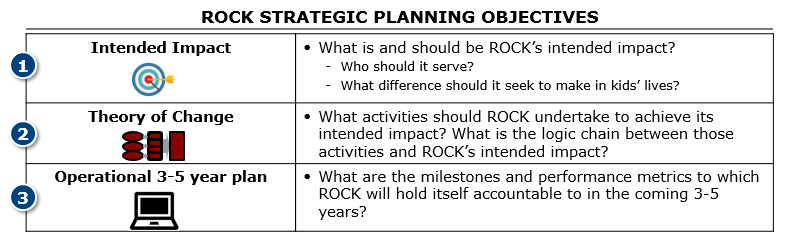 ROCK STRATEGIC PLANNING OBJECTIVES
1
Intended Impact
• What is and should be ROCK's intended impact?
- Who should it serve?
- What difference should it seek to make in kids' lives?
2
Theory of Change
• What activities should ROCK undertake to achieve its
intended impact? What is the logic chain between those
activities and ROCK's intended impact?
3
Operational 3-5 year plan
• What are the milestones and performance metrics to which
ROCK will hold itself accountable to in the coming 3-5
years?